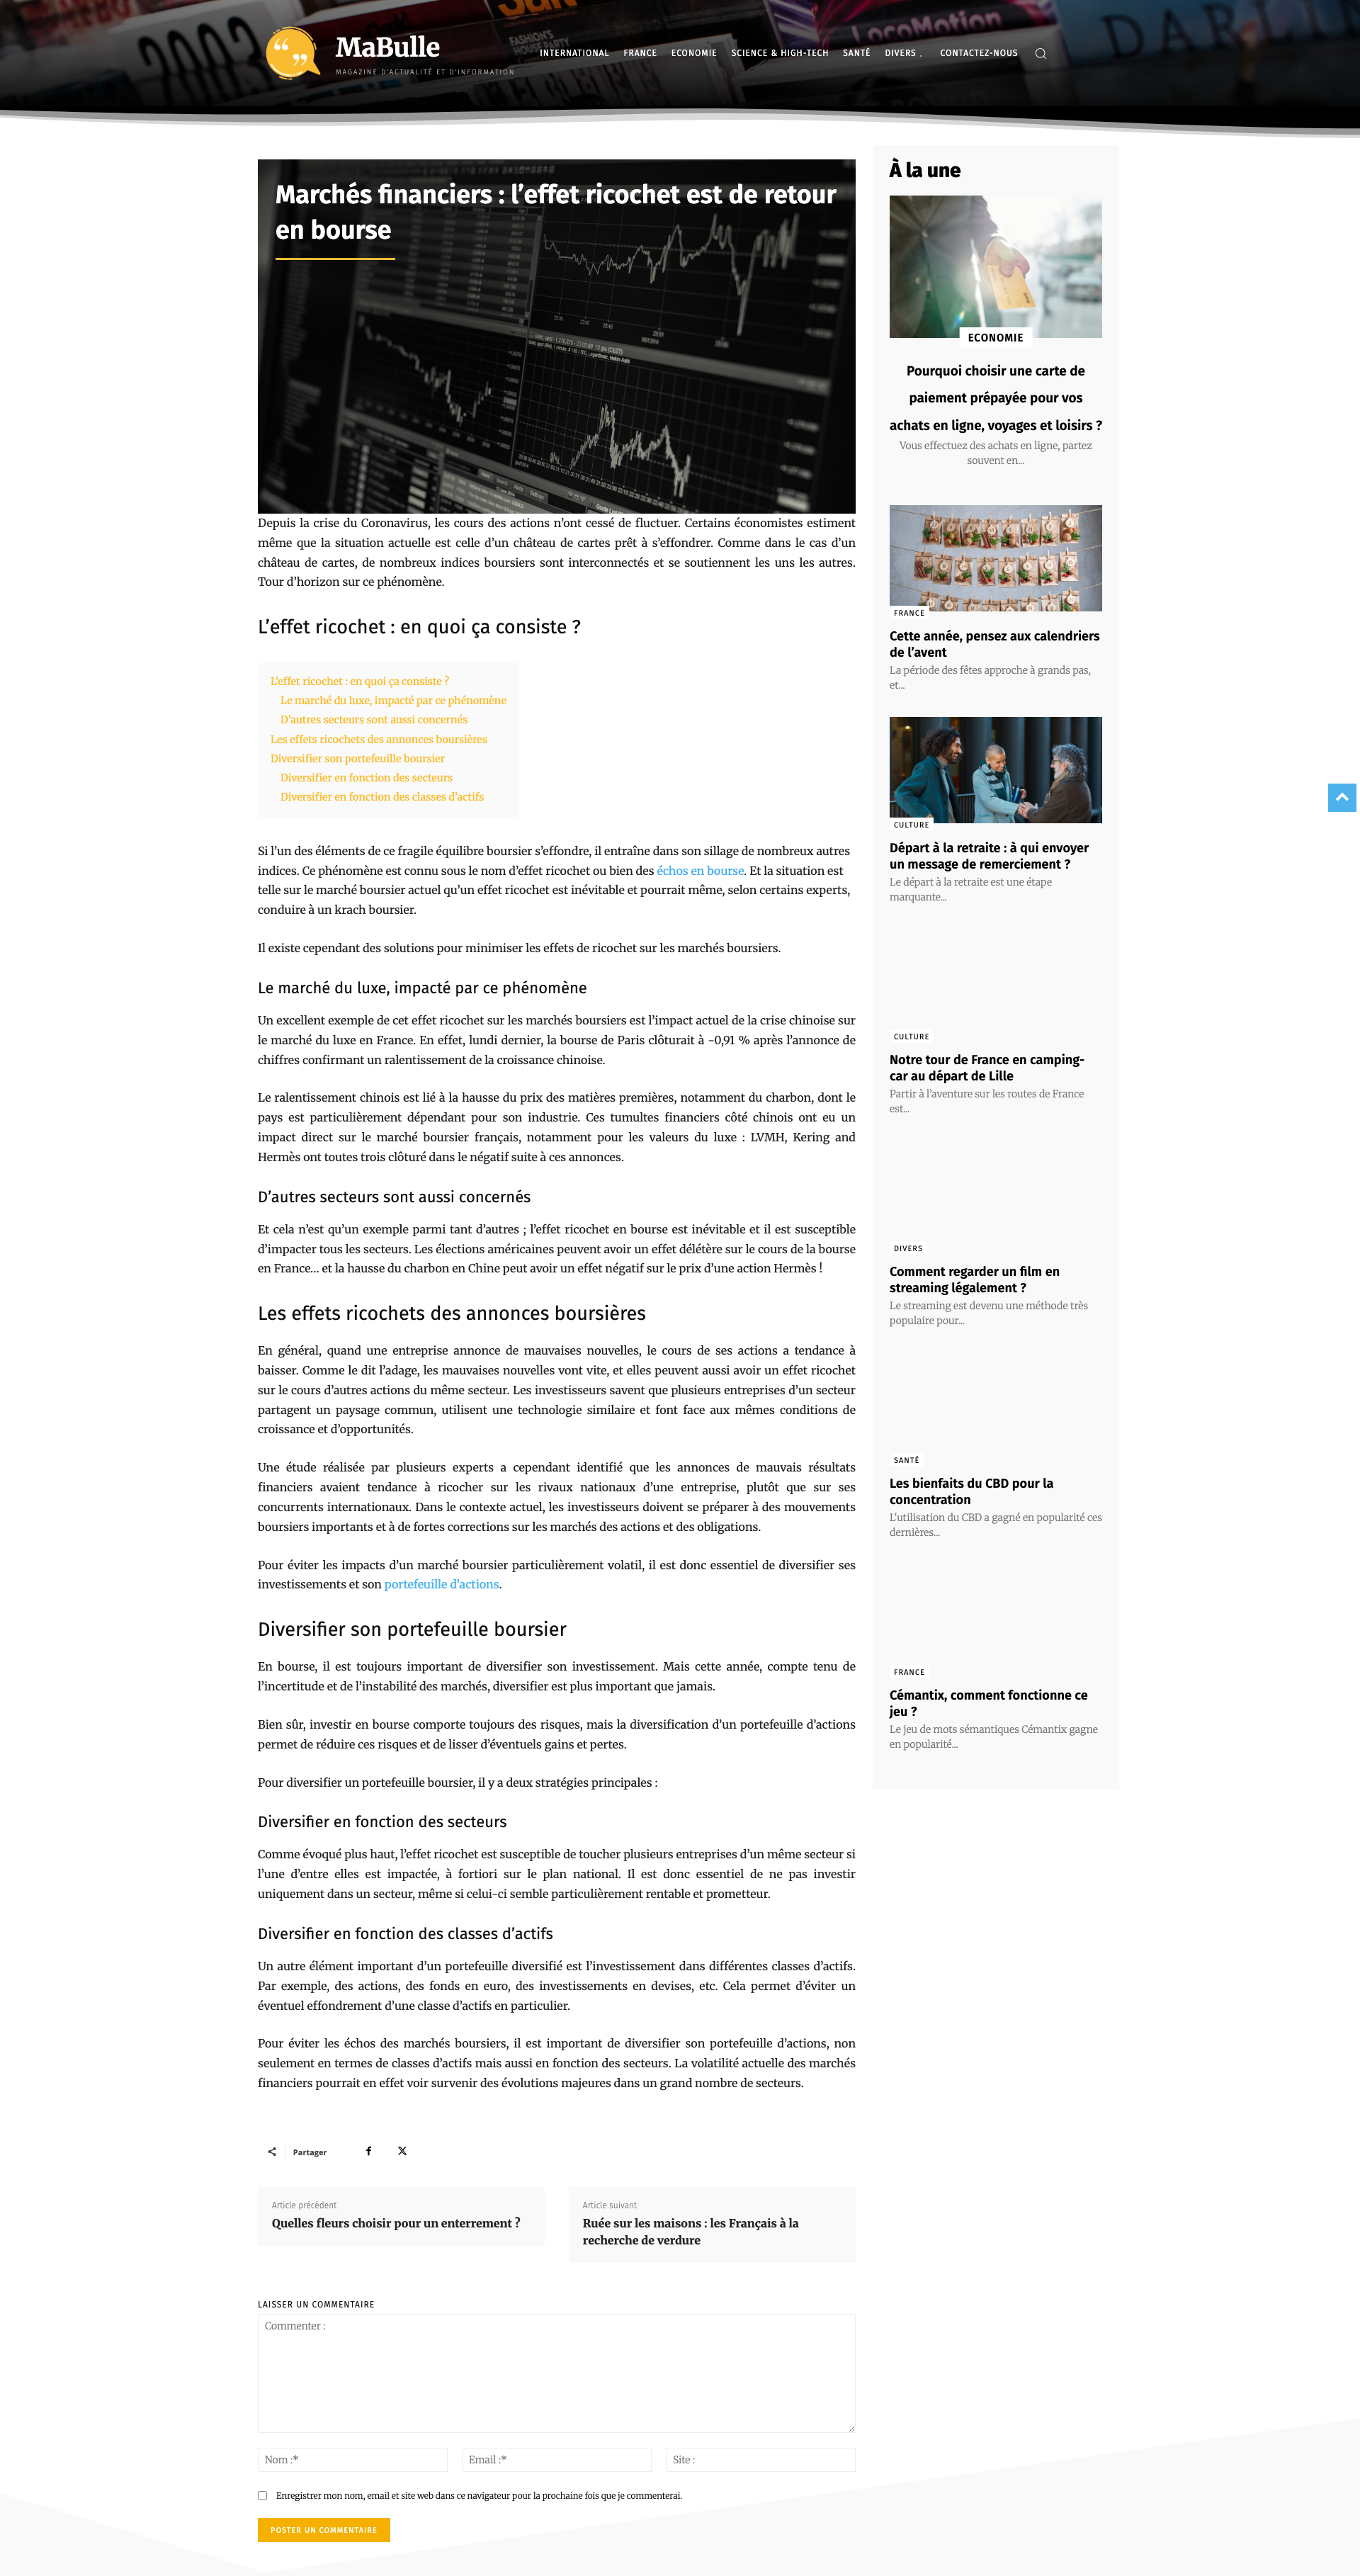 MaBulle
MAGAZINE D'ACTUALITÉ ET D'INFORMATION
INTERNATIONAL
FRANCE
ECONOMIE
SCIENCE & HIGH-TECH
SANTÉ
DIVERS
CONTACTEZ-NOUS
Marchés financiers : l’effet ricochet est de retour
en bourse
Depuis la crise du Coronavirus, les cours des actions n’ont cessé de fluctuer. Certains économistes estiment
même que la situation actuelle est celle d’un château de cartes prêt à s’effondrer. Comme dans le cas d’un
château de cartes, de nombreux indices boursiers sont interconnectés et se soutiennent les uns les autres.
Tour d’horizon sur ce phénomène.
L’effet ricochet : en quoi ça consiste ?
L’effet ricochet : en quoi ça consiste ?
Le marché du luxe, impacté par ce phénomène
D’autres secteurs sont aussi concernés
Les effets ricochets des annonces boursières
Diversifier son portefeuille boursier
Diversifier en fonction des secteurs
Diversifier en fonction des classes d’actifs
Si l’un des éléments de ce fragile équilibre boursier s’effondre, il entraîne dans son sillage de nombreux autres
indices. Ce phénomène est connu sous le nom d’effet ricochet ou bien des échos en bourse. Et la situation est
telle sur le marché boursier actuel qu’un effet ricochet est inévitable et pourrait même, selon certains experts,
conduire à un krach boursier.
Il existe cependant des solutions pour minimiser les effets de ricochet sur les marchés boursiers.
Le marché du luxe, impacté par ce phénomène
Un excellent exemple de cet effet ricochet sur les marchés boursiers est l’impact actuel de la crise chinoise sur
le marché du luxe en France. En effet, lundi dernier, la bourse de Paris clôturait à -0,91 % après l’annonce de
chiffres confirmant un ralentissement de la croissance chinoise.
Le ralentissement chinois est lié à la hausse du prix des matières premières, notamment du charbon, dont le
pays est particulièrement dépendant pour son industrie. Ces tumultes financiers côté chinois ont eu un
impact direct sur le marché boursier français, notamment pour les valeurs du luxe : LVMH, Kering and
Hermès ont toutes trois clôturé dans le négatif suite à ces annonces.
D’autres secteurs sont aussi concernés
Et cela n’est qu’un exemple parmi tant d’autres ; l’effet ricochet en bourse est inévitable et il est susceptible
d’impacter tous les secteurs. Les élections américaines peuvent avoir un effet délétère sur le cours de la bourse
en France… et la hausse du charbon en Chine peut avoir un effet négatif sur le prix d’une action Hermès !
Les effets ricochets des annonces boursières
En général, quand une entreprise annonce de mauvaises nouvelles, le cours de ses actions a tendance à
baisser. Comme le dit l’adage, les mauvaises nouvelles vont vite, et elles peuvent aussi avoir un effet ricochet
sur le cours d’autres actions du même secteur. Les investisseurs savent que plusieurs entreprises d’un secteur
partagent un paysage commun, utilisent une technologie similaire et font face aux mêmes conditions de
croissance et d’opportunités.
Une étude réalisée par plusieurs experts a cependant identifié que les annonces de mauvais résultats
financiers avaient tendance à ricocher sur les rivaux nationaux d’une entreprise, plutôt que sur ses
concurrents internationaux. Dans le contexte actuel, les investisseurs doivent se préparer à des mouvements
boursiers importants et à de fortes corrections sur les marchés des actions et des obligations.
Pour éviter les impacts d’un marché boursier particulièrement volatil, il est donc essentiel de diversifier ses
investissements et son portefeuille d’actions.
Diversifier son portefeuille boursier
En bourse, il est toujours important de diversifier son investissement. Mais cette année, compte tenu de
l’incertitude et de l’instabilité des marchés, diversifier est plus important que jamais.
Bien sûr, investir en bourse comporte toujours des risques, mais la diversification d’un portefeuille d’actions
permet de réduire ces risques et de lisser d’éventuels gains et pertes.
Pour diversifier un portefeuille boursier, il y a deux stratégies principales :
Diversifier en fonction des secteurs
Comme évoqué plus haut, l’effet ricochet est susceptible de toucher plusieurs entreprises d’un même secteur si
l’une d’entre elles est impactée, à fortiori sur le plan national. Il est donc essentiel de ne pas investir
uniquement dans un secteur, même si celui-ci semble particulièrement rentable et prometteur.
Diversifier en fonction des classes d’actifs
Un autre élément important d’un portefeuille diversifié est l’investissement dans différentes classes d’actifs.
Par exemple, des actions, des fonds en euro, des investissements en devises, etc. Cela permet d’éviter un
éventuel effondrement d’une classe d’actifs en particulier.
Pour éviter les échos des marchés boursiers, il est important de diversifier son portefeuille d’actions, non
seulement en termes de classes d’actifs mais aussi en fonction des secteurs. La volatilité actuelle des marchés
financiers pourrait en effet voir survenir des évolutions majeures dans un grand nombre de secteurs.
Partager
Article précédent
Quelles fleurs choisir pour un enterrement ?
Article suivant
Ruée sur les maisons : les Français à la
recherche de verdure
LAISSER UN COMMENTAIRE
Commenter :
Nom :*
Email :*
Site :
Enregistrer mon nom, email et site web dans ce navigateur pour la prochaine fois que je commenterai.
POSTER UN COMMENTAIRE
À la une
ECONOMIE
Pourquoi choisir une carte de
paiement prépayée pour vos
achats en ligne, voyages et loisirs ?
Vous effectuez des achats en ligne, partez
souvent en...
FRANCE
Cette année, pensez aux calendriers
de l’avent
La période des fêtes approche à grands pas,
et...
CULTURE
Départ à la retraite : à qui envoyer
un message de remerciement ?
Le départ à la retraite est une étape
marquante...
CULTURE
Notre tour de France en camping-
car au départ de Lille
Partir à l’aventure sur les routes de France
est...
DIVERS
Comment regarder un film en
streaming légalement ?
Le streaming est devenu une méthode très
populaire pour...
SANTÉ
Les bienfaits du CBD pour la
concentration
L’utilisation du CBD a gagné en popularité ces
dernières...
FRANCE
Cémantix, comment fonctionne ce
jeu ?
Le jeu de mots sémantiques Cémantix gagne
en popularité...